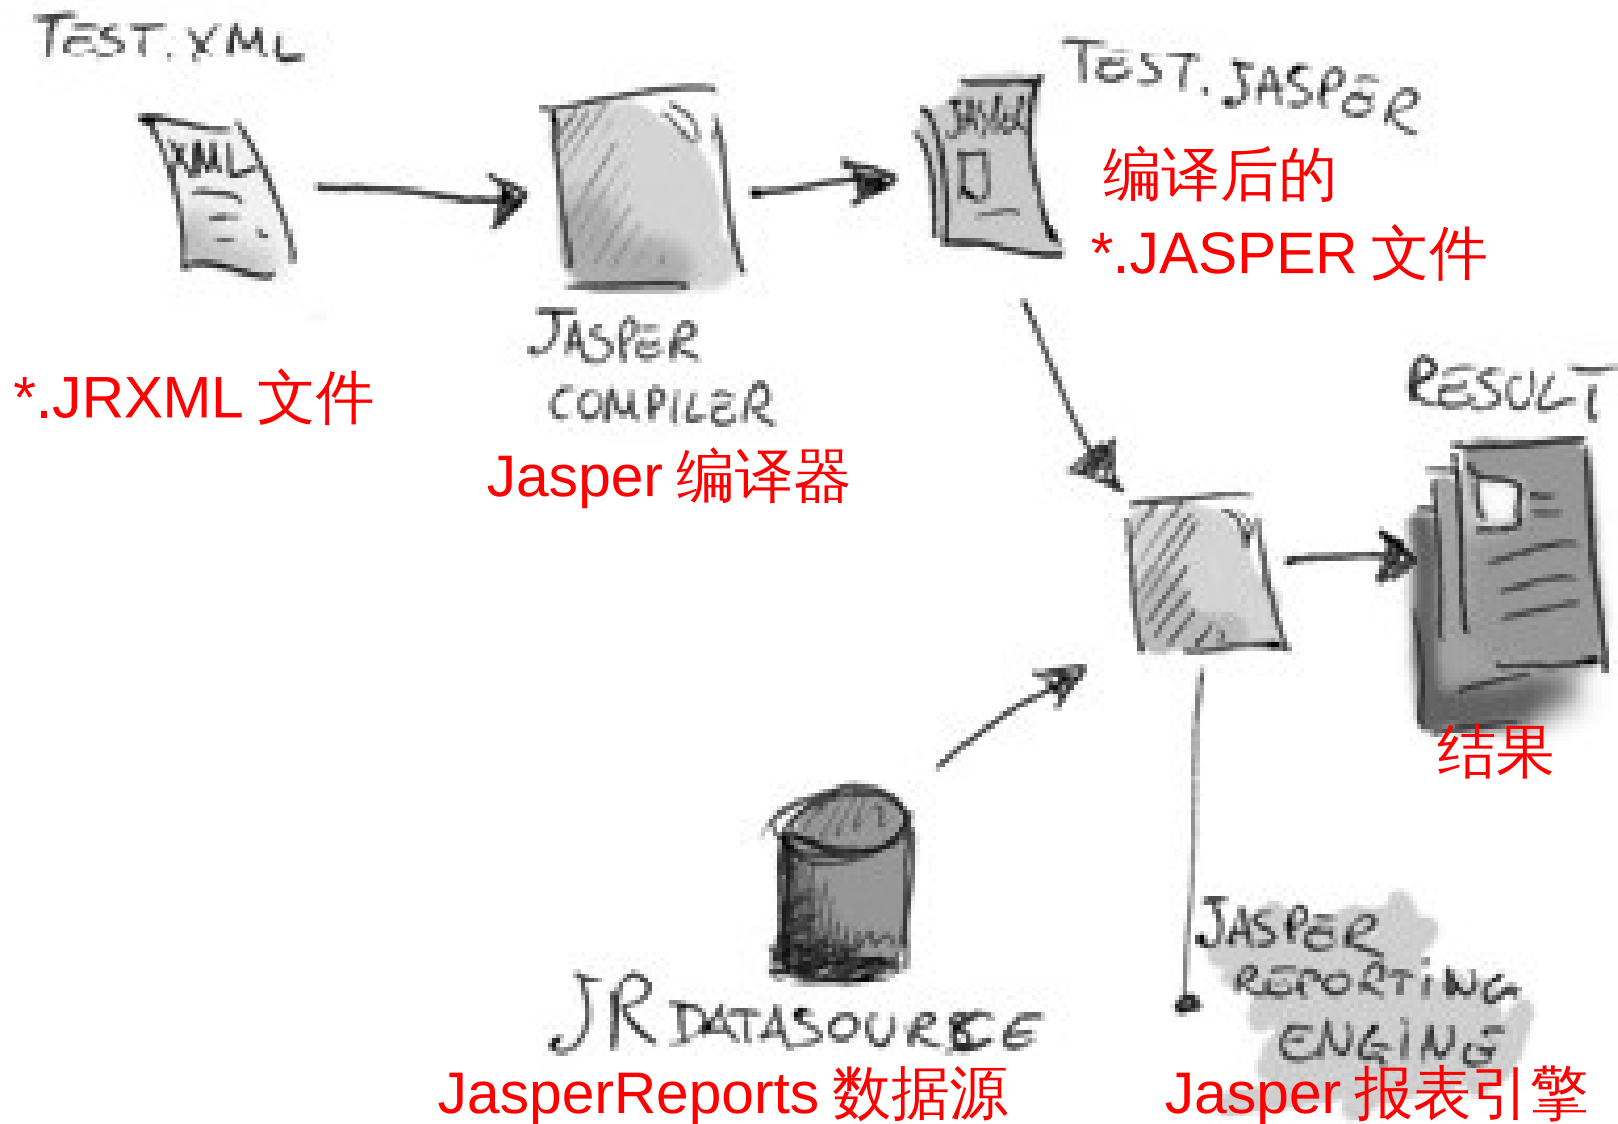 TEST.XML
XML
*.JRXML 文件
JASPER
COMPILER
Jasper 编译器
TEST.JASPER
编译后的
*.JASPER 文件
RESULT
结果
JR DATASOURCE
JasperReports 数据源
JASPER
REPORTING
ENGINE
Jasper 报表引擎